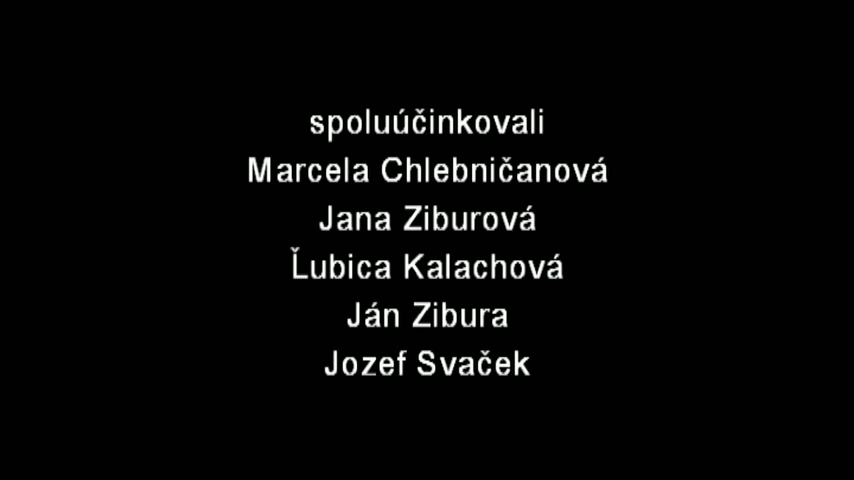 spoluúčinkovali
Marcela Chlebničanová
Jana Ziburová
Ľubica Kalachová
Ján Zibura
Jozef Svaček